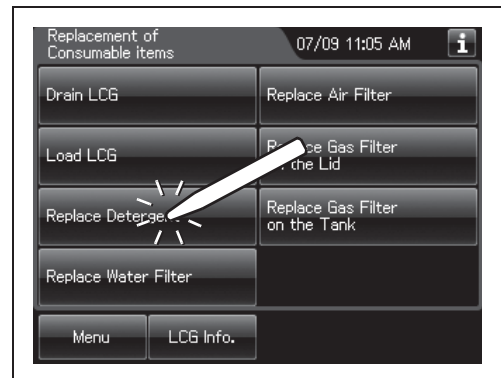 Replacement of
Consumable items
07/09 11:05 AM
i
Drain LCG
Replace Air Filter
Load LCG
Gas Filter
the Lid
Replace
Replace Gas Filter
on the Tank
Replace Water Filter
Menu
LCG Info.